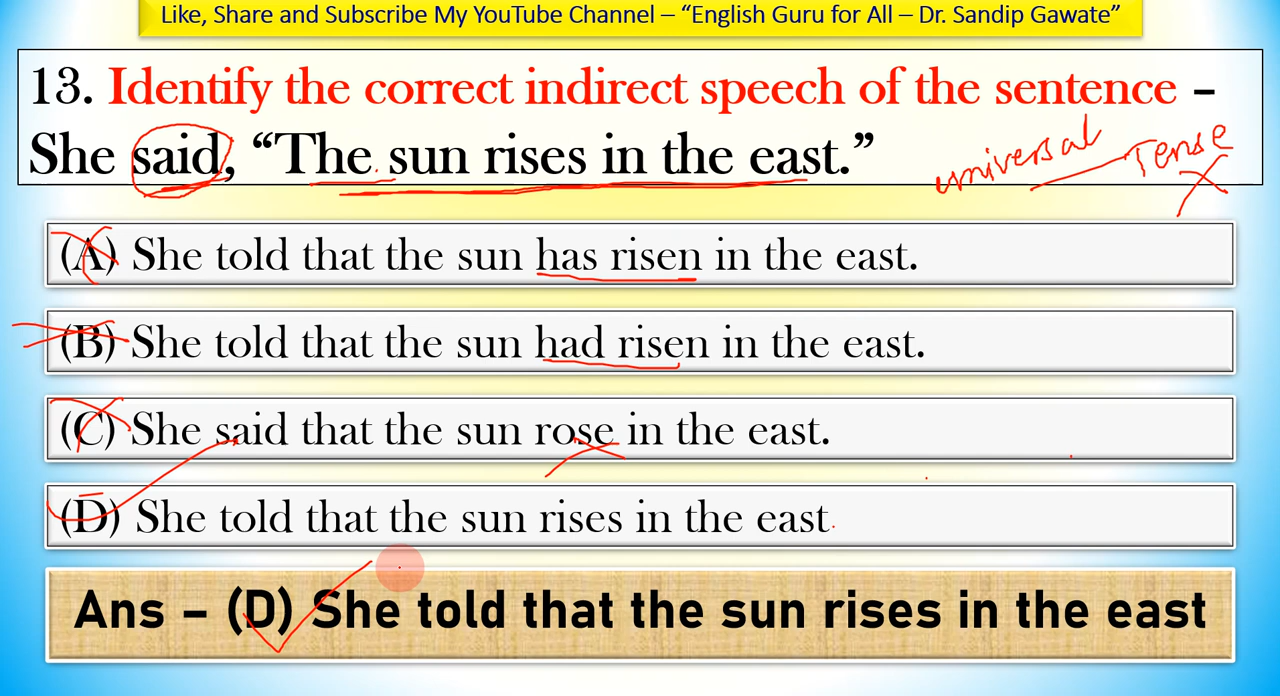 Like, Share and Subscribe My YouTube Channel – “English Guru for All – Dr. Sandip Gawate”
13. Identify the correct indirect speech of the sentence –
She said, “The sun rises in the east.”
universal Tense
(A) She told that the sun has risen in the east.
(B) She told that the sun had risen in the east.
(C) She said that the sun rose in the east.
(D) She told that the sun rises in the east.
Ans – (D) She told that the sun rises in the east